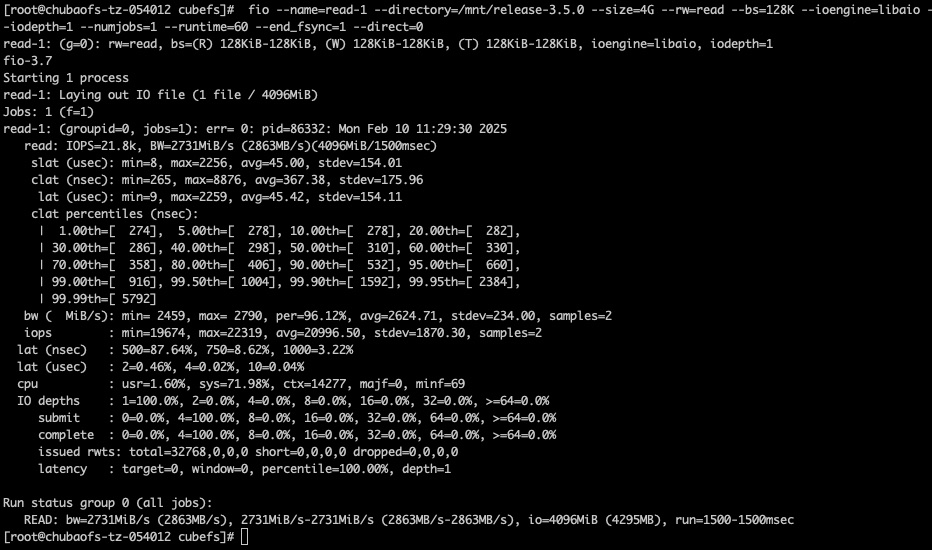 [root@chubaofs-tz-054012 cubefs]#  fio --name=read-1 --directory=/mnt/release-3.5.0 --size=4G --rw=read --bs=128K --ioengine=libaio -
-iodepth=1 --numjobs=1 --runtime=60 --end_fsync=1 --direct=0
read-1: (g=0): rw=read, bs=(R) 128KiB-128KiB, (W) 128KiB-128KiB, (T) 128KiB-128KiB, ioengine=libaio, iodepth=1
fio-3.7
Starting 1 process
read-1: Laying out IO file (1 file / 4096MiB)
Jobs: 1 (f=1)
read-1: (groupid=0, jobs=1): err= 0: pid=86332: Mon Feb 10 11:29:30 2025
   read: IOPS=21.8k, BW=2731MiB/s (2863MB/s)(4096MiB/1500msec)
    slat (usec): min=8, max=2256, avg=45.00, stdev=154.01
    clat (nsec): min=265, max=8876, avg=367.38, stdev=175.96
     lat (usec): min=9, max=2259, avg=45.42, stdev=154.11
    clat percentiles (nsec):
     |  1.00th=[  274],  5.00th=[  278], 10.00th=[  278], 20.00th=[  282],
     | 30.00th=[  286], 40.00th=[  298], 50.00th=[  310], 60.00th=[  330],
     | 70.00th=[  358], 80.00th=[  406], 90.00th=[  532], 95.00th=[  660],
     | 99.00th=[  916], 99.50th=[ 1004], 99.90th=[ 1592], 99.95th=[ 2384],
     | 99.99th=[ 5792]
   bw (  MiB/s): min= 2459, max= 2790, per=96.12%, avg=2624.71, stdev=234.00, samples=2
   iops        : min=19674, max=22319, avg=20996.50, stdev=1870.30, samples=2
  lat (nsec)   : 500=87.64%, 750=8.62%, 1000=3.22%
  lat (usec)   : 2=0.46%, 4=0.02%, 10=0.04%
  cpu          : usr=1.60%, sys=71.98%, ctx=14277, majf=0, minf=69
  IO depths    : 1=100.0%, 2=0.0%, 4=0.0%, 8=0.0%, 16=0.0%, 32=0.0%, >=64=0.0%
     submit    : 0=0.0%, 4=100.0%, 8=0.0%, 16=0.0%, 32=0.0%, 64=0.0%, >=64=0.0%
     complete  : 0=0.0%, 4=100.0%, 8=0.0%, 16=0.0%, 32=0.0%, 64=0.0%, >=64=0.0%
     issued rwts: total=32768,0,0,0 short=0,0,0,0 dropped=0,0,0,0
     latency   : target=0, window=0, percentile=100.00%, depth=1
Run status group 0 (all jobs):
   READ: bw=2731MiB/s (2863MB/s), 2731MiB/s-2731MiB/s (2863MB/s-2863MB/s), io=4096MiB (4295MB), run=1500-1500msec
[root@chubaofs-tz-054012 cubefs]#